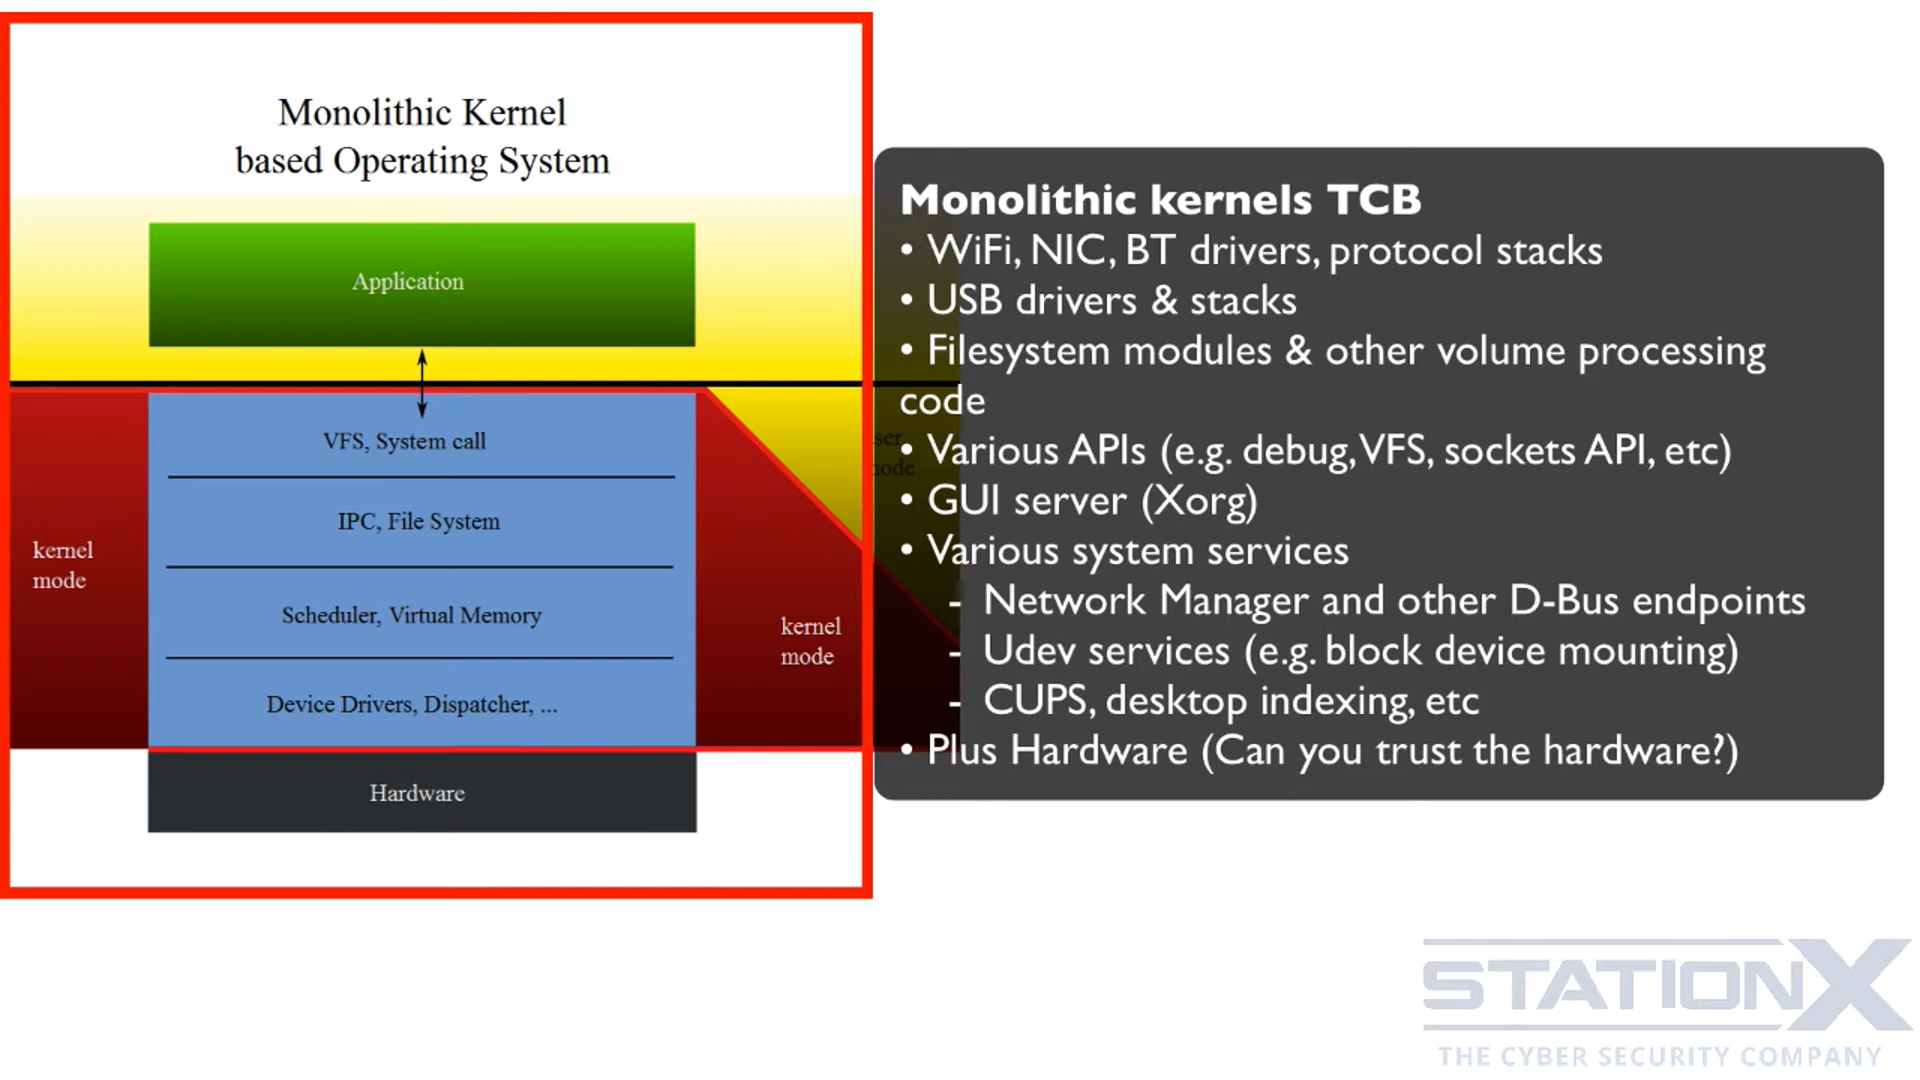 Monolithic Kernel
based Operating System
Application
VFS, System call
IPC, File System
Scheduler, Virtual Memory
Device Drivers, Dispatcher, ...
Hardware
kernel
mode
kernel
mode
Monolithic kernels TCB
• WiFi, NIC, BT drivers, protocol stacks
• USB drivers & stacks
• Filesystem modules & other volume processing
code
• Various APIs (e.g. debug, VFS, sockets API, etc)
• GUI server (Xorg)
• Various system services
- Network Manager and other D-Bus endpoints
- Udev services (e.g. block device mounting)
- CUPS, desktop indexing, etc
• Plus Hardware (Can you trust the hardware?)
STATIONX
THE CYBER SECURITY COMPANY